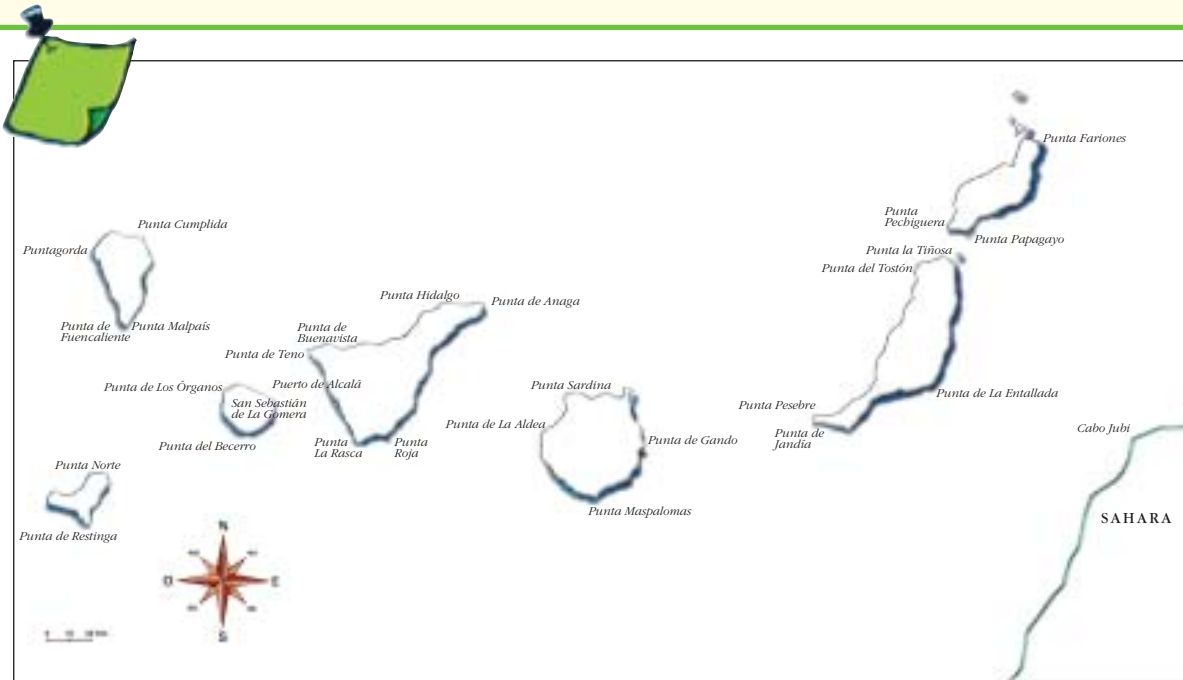 Punta Fariones
Punta
Pechiguera
Punta Papagayo
Punta la Tiñosa
Punta del Tostón
Punta Cumplida
Puntagorda
Punta de
Fuencaliente
Punta Malpaís
Punta Hidalgo
Punta de Anaga
Punta de
Buenavista
Punta de Teno
Puerto de Alcalá
Punta de Los Órganos
San Sebastián
de La Gomera
Punta del Becerro
Punta
La Rasca
Punta
Roja
Punta Sardina
Punta de La Aldea
Punta de Gando
Punta Maspalomas
Punta Pesebre
Punta de
Jandía
Punta de La Entallada
Cabo Jubi
SAHARA
Punta Norte
Punta de Restinga
N
O
E
S
0